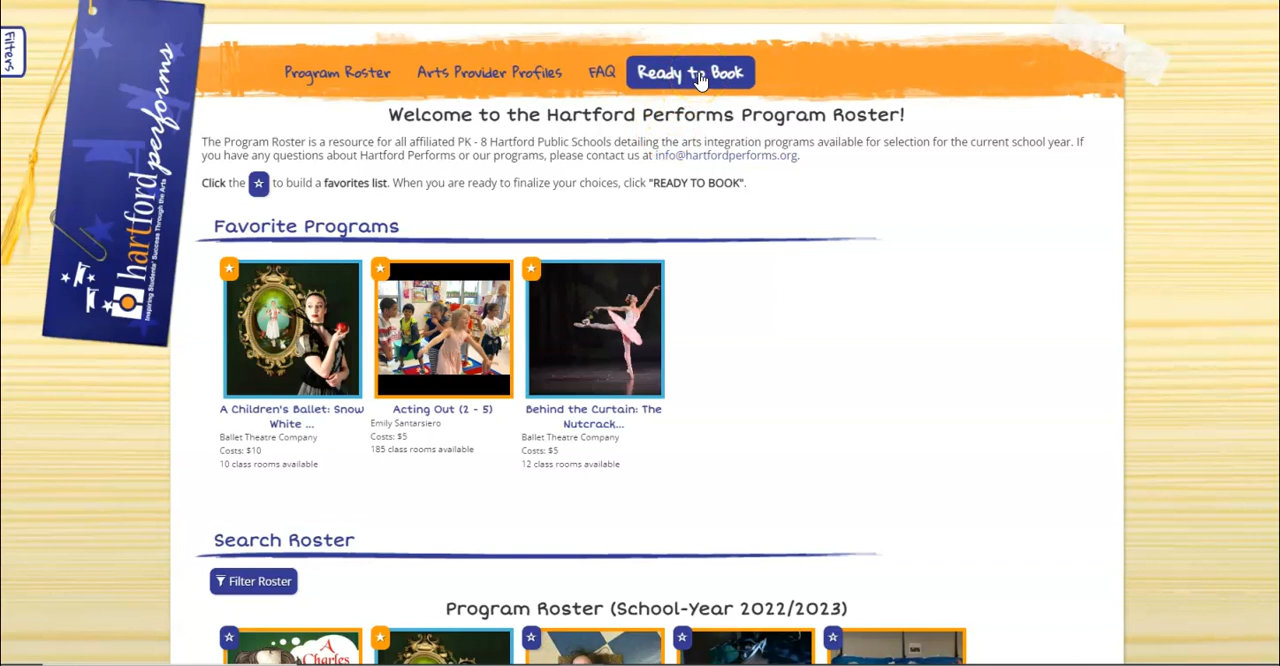 Filters
hartford performs
Inspiring Students' Success Through the Arts
Program Roster Arts Provider Profiles FAQ Ready to Book
Welcome to the Hartford Performs Program Roster!
The Program Roster is a resource for all affiliated PK - 8 Hartford Public Schools detailing the arts integration programs available for selection for the current school year. If
you have any questions about Hartford Performs or our programs, please contact us at info@hartfordperforms.org.
Click the to build a favorites list. When you are ready to finalize your choices, click "READY TO BOOK".
Favorite Programs
A Children's Ballet: Snow
White ...
Ballet Theatre Company
Costs: $10
10 class rooms available
Acting Out (2 - 5)
Emily Santarsiero
Costs: $5
185 class rooms available
Behind the Curtain: The
Nutcrack...
Ballet Theatre Company
Costs: $5
12 class rooms available
Search Roster
Filter Roster
Program Roster (School-Year 2022/2023)
A
Charles